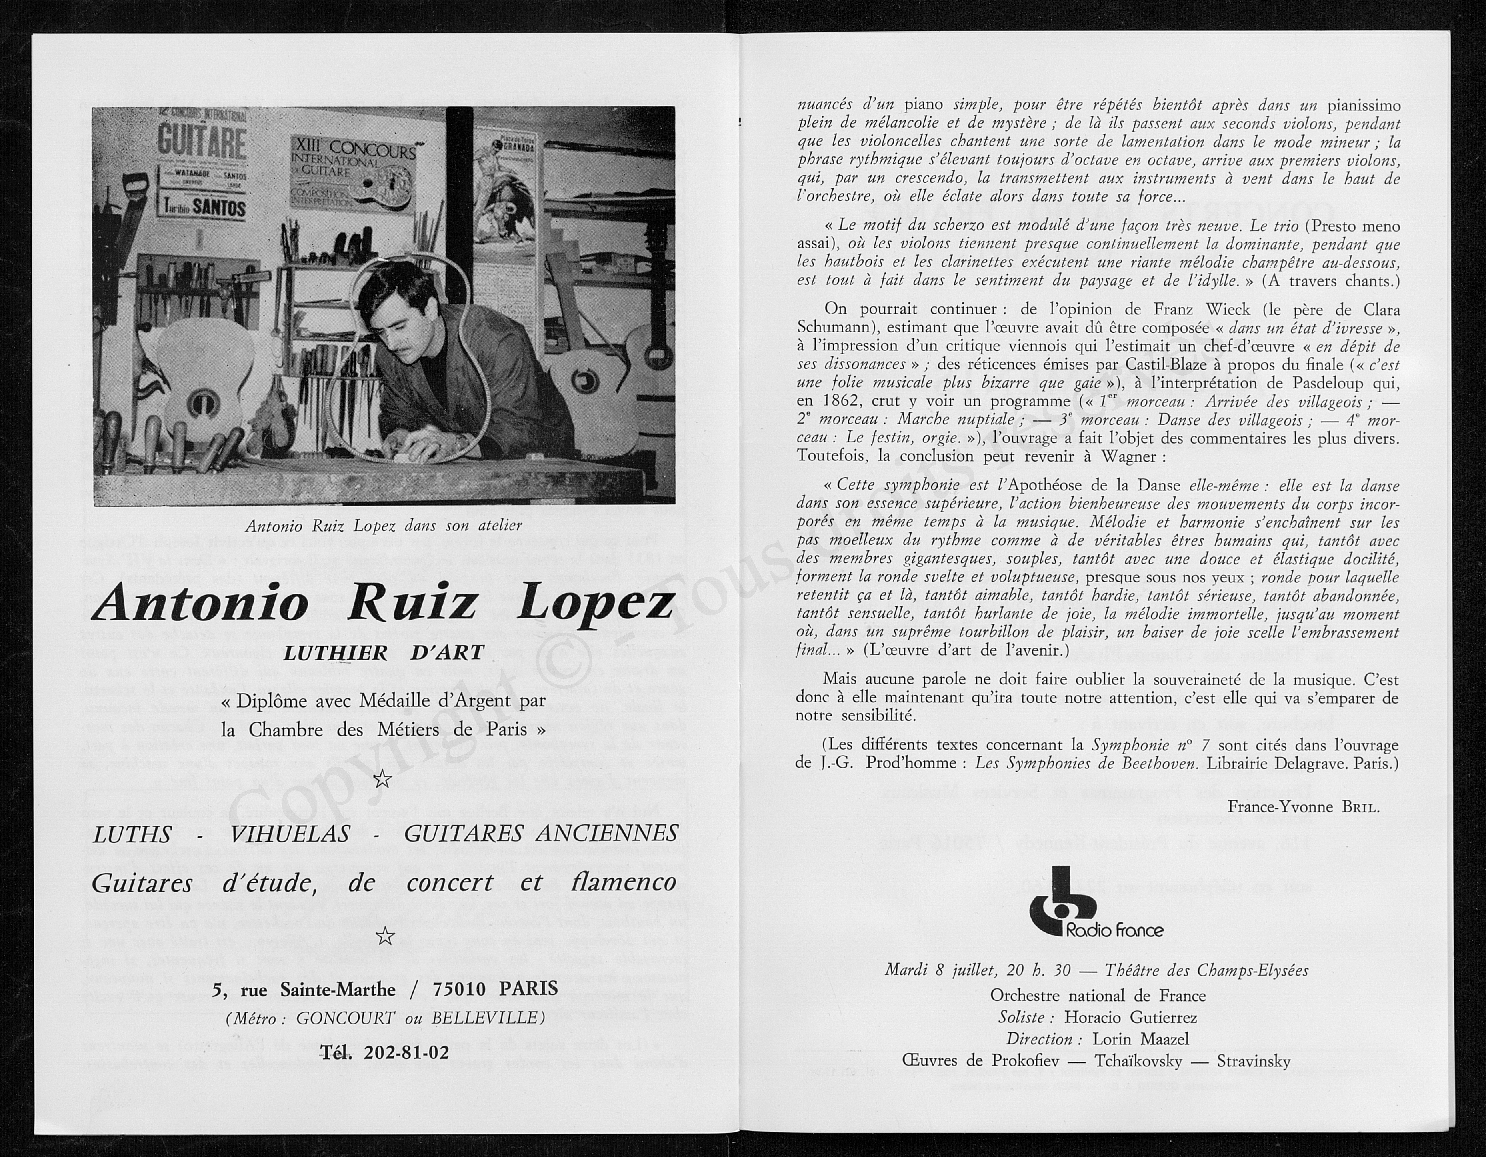 CONCOURS INTERNATIONAL
GUITARE
WATANABE
SANTOS
Turibio SANTOS
XIII CONCOURS
INTERNATIONAL
DE GUITARE
COMPOSITION
INTERPRETATION
GRANADA
Antonio Ruiz Lopez dans son atelier
Antonio Ruiz Lopez
LUTHIER D'ART
« Diplôme avec Médaille d'Argent par
la Chambre des Métiers de Paris »
LUTHS - VIHUELAS - GUITARES ANCIENNES
Guitares d'étude, de concert et flamenco
5, rue Sainte-Marthe / 75010 PARIS
(Métro : GONCOURT ou BELLEVILLE)
Tél. 202-81-02
nuancés d'un piano simple, pour être répétés bientôt après dans un pianissimo
plein de mélancolie et de mystère ; de là ils passent aux seconds violons, pendant
que les violoncelles chantent une sorte de lamentation dans le mode mineur ; la
phrase rythmique s'élevant toujours d'octave en octave, arrive aux premiers violons,
qui, par un crescendo, la transmettent aux instruments à vent dans le haut de
l'orchestre, où elle éclate alors dans toute sa force...
« Le motif du scherzo est modulé d'une façon très neuve. Le trio (Presto meno
assai), où les violons tiennent presque continuellement la dominante, pendant que
les hautbois et les clarinettes exécutent une riante mélodie champêtre au-dessous,
est tout à fait dans le sentiment du paysage et de l'idylle. » (A travers chants.)
On pourrait continuer : de l'opinion de Franz Wieck (le père de Clara
Schumann), estimant que l'œuvre avait dû être composée « dans un état d'ivresse »,
à l'impression d'un critique viennois qui l'estimait un chef-d'œuvre « en dépit de
ses dissonances » ; des réticences émises par Castil-Blaze à propos du finale (« c'est
une folie musicale plus bizarre que gaie »), à l'interprétation de Pasdeloup qui,
en 1862, crut y voir un programme (« 1er morceau : Arrivée des villageois ; —
2e morceau : Marche nuptiale ; — 3e morceau : Danse des villageois ; — 4e mor-
ceau : Le festin, orgie. »), l'ouvrage a fait l'objet des commentaires les plus divers.
Toutefois, la conclusion peut revenir à Wagner :
« Cette symphonie est l'Apothéose de la Danse elle-même : elle est la danse
dans son essence supérieure, l'action bienheureuse des mouvements du corps incor-
porés en même temps à la musique. Mélodie et harmonie s'enchaînent sur les
pas moelleux du rythme comme à de véritables êtres humains qui, tantôt avec
des membres gigantesques, souples, tantôt avec une douce et élastique docilité,
forment la ronde svelte et voluptueuse, presque sous nos yeux ; ronde pour laquelle
retentit ça et là, tantôt aimable, tantôt hardie, tantôt sérieuse, tantôt abandonnée,
tantôt sensuelle, tantôt hurlante de joie, la mélodie immortelle, jusqu'au moment
où, dans un suprême tourbillon de plaisir, un baiser de joie scelle l'embrassement
final... » (L'œuvre d'art de l'avenir.)
Mais aucune parole ne doit faire oublier la souveraineté de la musique. C'est
donc à elle maintenant qu'ira toute notre attention, c'est elle qui va s'emparer de
notre sensibilité.
(Les différents textes concernant la Symphonie n° 7 sont cités dans l'ouvrage
de J.-G. Prod'homme : Les Symphonies de Beethoven. Librairie Delagrave. Paris.)
France-Yvonne BRIL.
Radio france
Mardi 8 juillet, 20 h. 30 — Théâtre des Champs-Elysées
Orchestre national de France
Soliste : Horacio Gutierrez
Direction : Lorin Maazel
Œuvres de Prokofiev — Tchaïkovsky — Stravinsky
Copyright © - Tous droits réservés